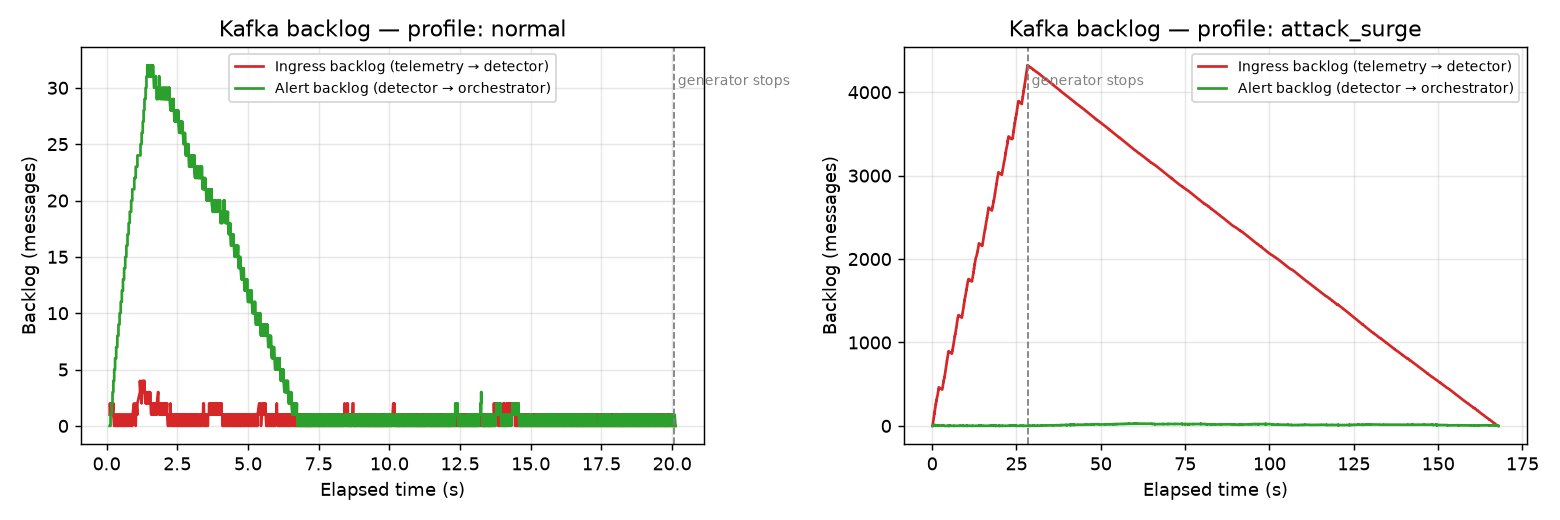 Kafka backlog — profile: normal
Ingress backlog (telemetry → detector)
Alert backlog (detector → orchestrator)
generator stops
Backlog (messages)
30
25
20
15
10
5
0
0.0 2.5 5.0 7.5 10.0 12.5 15.0 17.5 20.0
Elapsed time (s)
Kafka backlog — profile: attack_surge
Ingress backlog (telemetry → detector)
Alert backlog (detector → orchestrator)
generator stops
Backlog (messages)
4000
3000
2000
1000
0
0 25 50 75 100 125 150 175
Elapsed time (s)